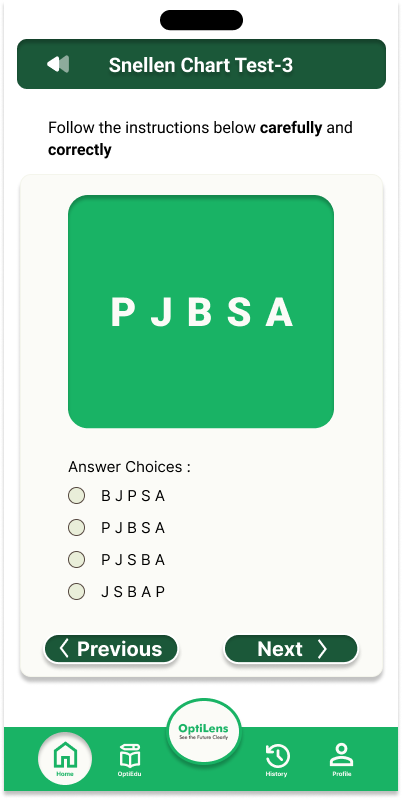 Snellen Chart Test-3
Follow the instructions below carefully and
correctly
P J B S A
Answer Choices :
B J P S A
P J B S A
P J S B A
J S B A P
Previous
Next
OptiLens
See the Future Clearly
Home
OptiEdu
History
Profile